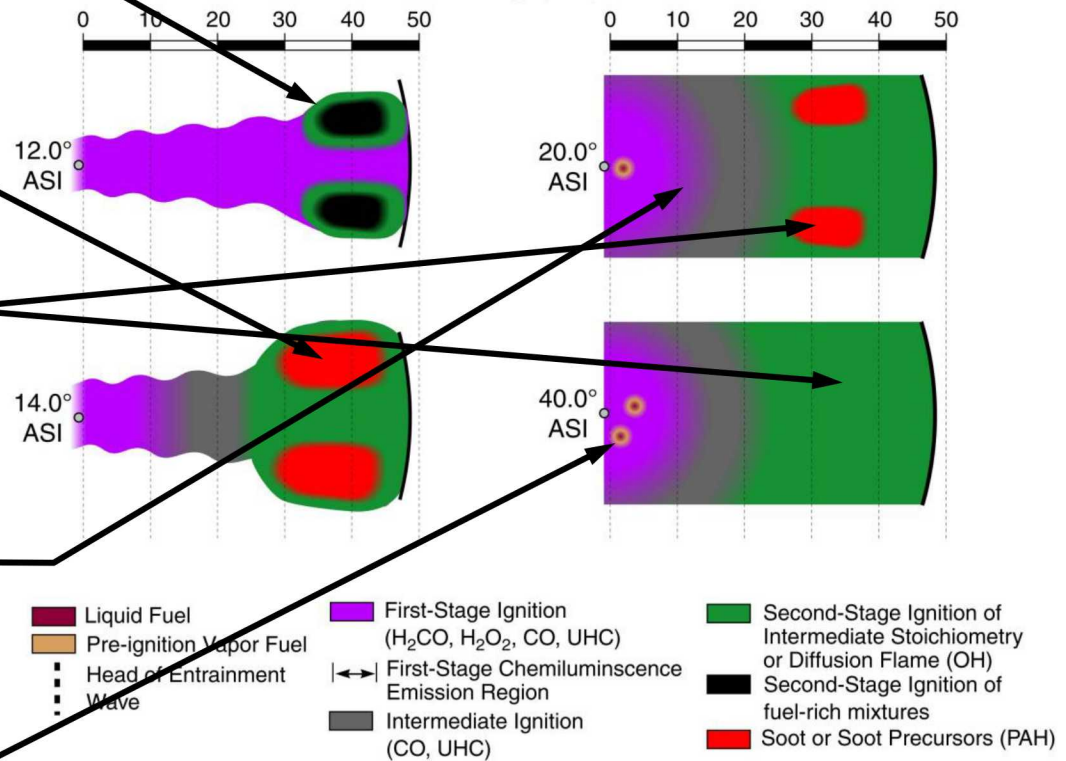 0 10 20 30 40 50
0 10 20 30 40 50
12.0°
ASI
20.0°
ASI
14.0°
ASI
40.0°
ASI
Liquid Fuel
Pre-ignition Vapor Fuel
Head of Entrainment
Wave
First-Stage Ignition
(H₂CO, H₂O₂, CO, UHC)
First-Stage Chemiluminscence
Emission Region
Intermediate Ignition
(CO, UHC)
Second-Stage Ignition of
Intermediate Stoichiometry
or Diffusion Flame (OH)
Second-Stage Ignition of
fuel-rich mixtures
Soot or Soot Precursors (PAH)